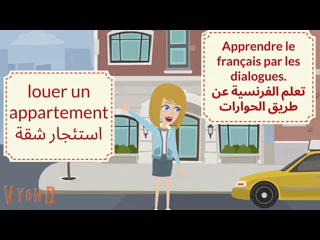 louer un
appartement
استئجار شقة
Apprendre le
français par les
dialogues.
تعلم الفرنسية عن
طريق الحوارات
VYOND